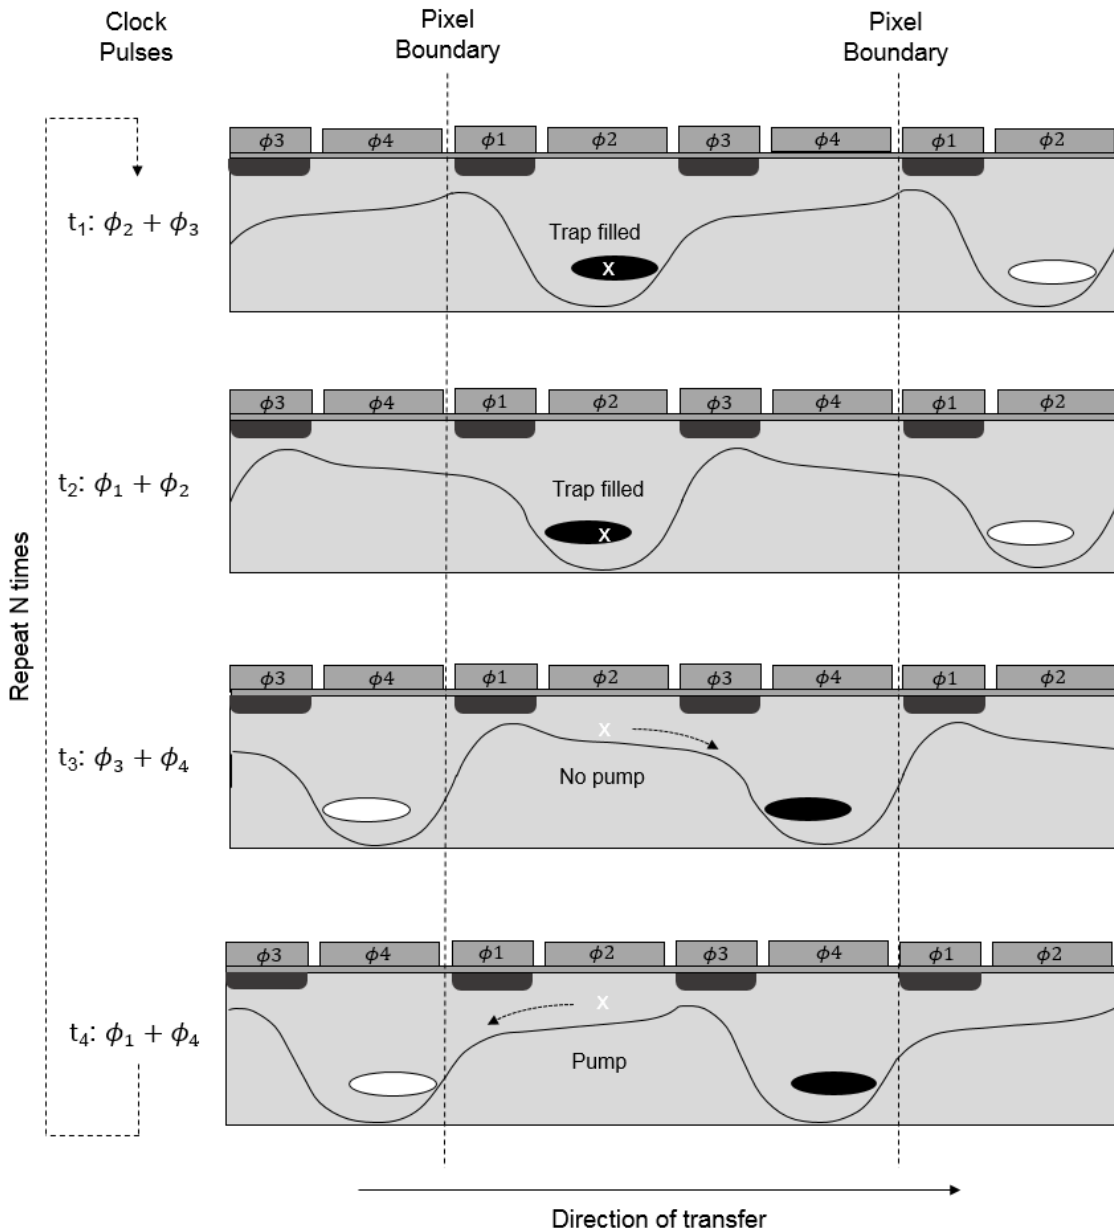 Clock
Pulses
Pixel
Boundary
Pixel
Boundary
ϕ3 ϕ4 ϕ1 ϕ2 ϕ3 ϕ4 ϕ1 ϕ2
t₁: ϕ₂ + ϕ₃
Trap filled
X
ϕ3 ϕ4 ϕ1 ϕ2 ϕ3 ϕ4 ϕ1 ϕ2
t₂: ϕ₁ + ϕ₂
Trap filled
X
Repeat N times
ϕ3 ϕ4 ϕ1 ϕ2 ϕ3 ϕ4 ϕ1 ϕ2
X
t₃: ϕ₃ + ϕ₄
No pump
ϕ3 ϕ4 ϕ1 ϕ2 ϕ3 ϕ4 ϕ1 ϕ2
X
t₄: ϕ₁ + ϕ₄
Pump
Direction of transfer